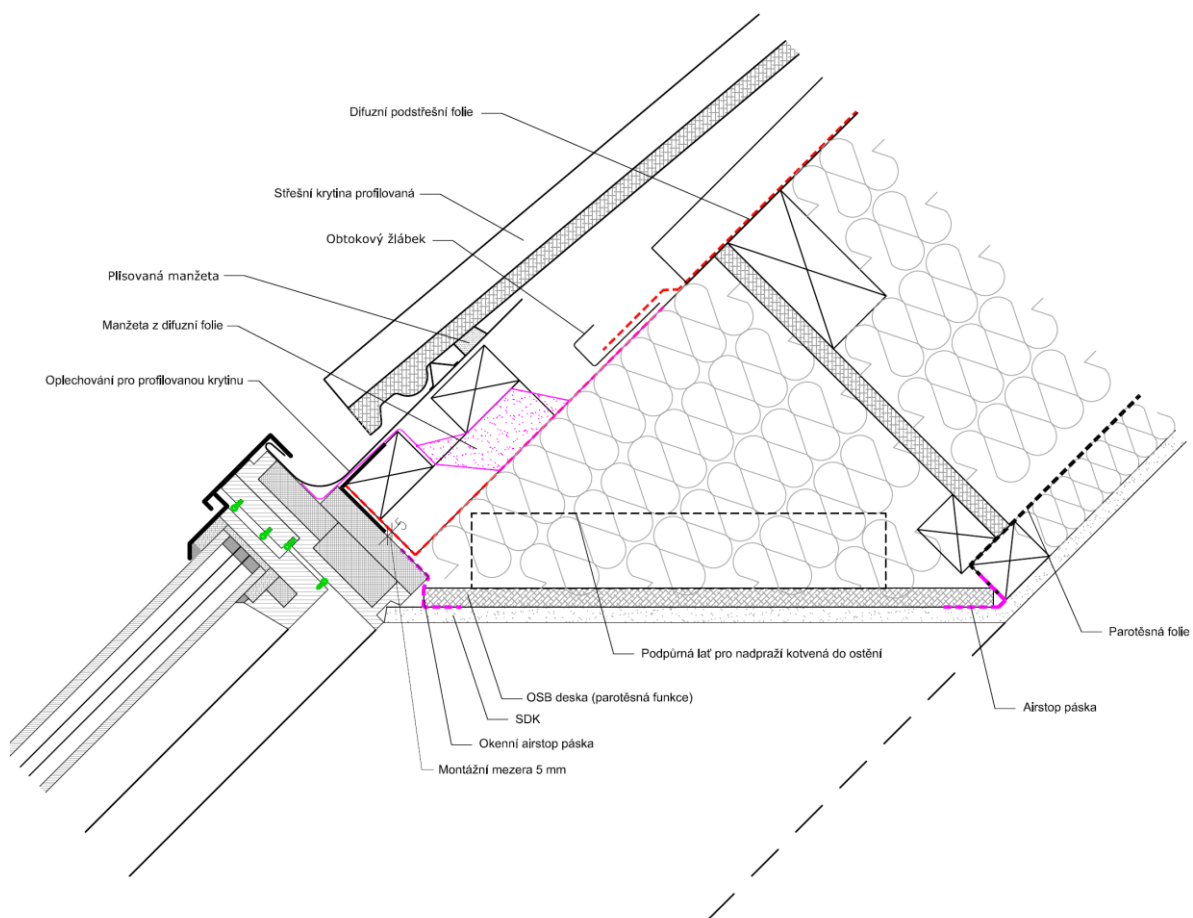 Difuzní podstřešní folie
Střešní krytina profilovaná
Obtokový žlábek
Plisovaná manžeta
Manžeta z difuzní folie
Oplechování pro profilovanou krytinu
5
Parotěsná folie
Podpůrná lať pro nadpraží kotvená do ostění
OSB deska (parotěsná funkce)
Airstop páska
SDK
Okenní airstop páska
Montážní mezera 5 mm